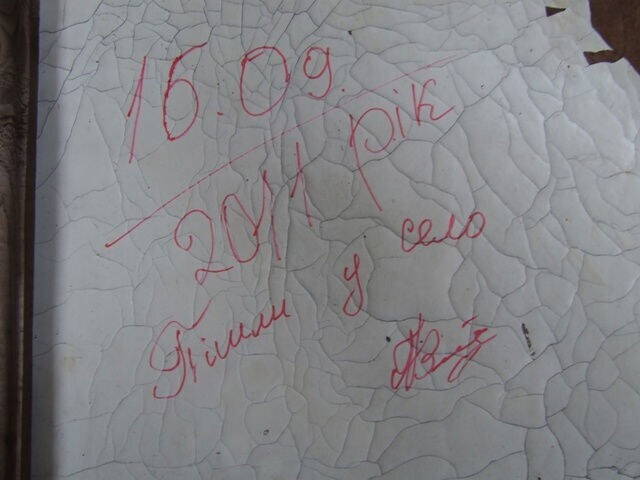 16.09.
2011 рік
Пішли у село